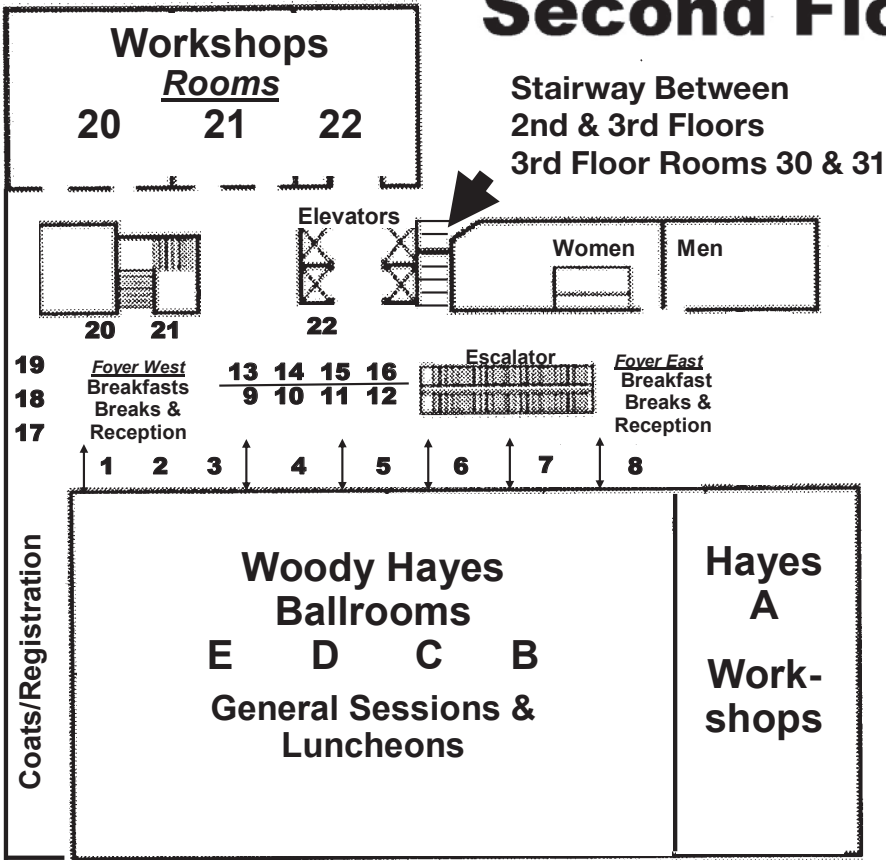 Second Flo
Workshops
Rooms
20 21 22
Stairway Between
2nd & 3rd Floors
3rd Floor Rooms 30 & 31
Elevators
Women Men
20 21
22
19
18
17
Foyer West
Breakfasts
Breaks &
Reception
13 14 15 16
9 10 11 12
Escalator
Foyer East
Breakfast
Breaks &
Reception
1 2 3 4 5 6 7 8
Coats/Registration
Woody Hayes
Ballrooms
E D C B
General Sessions &
Luncheons
Hayes
A
Work-
shops